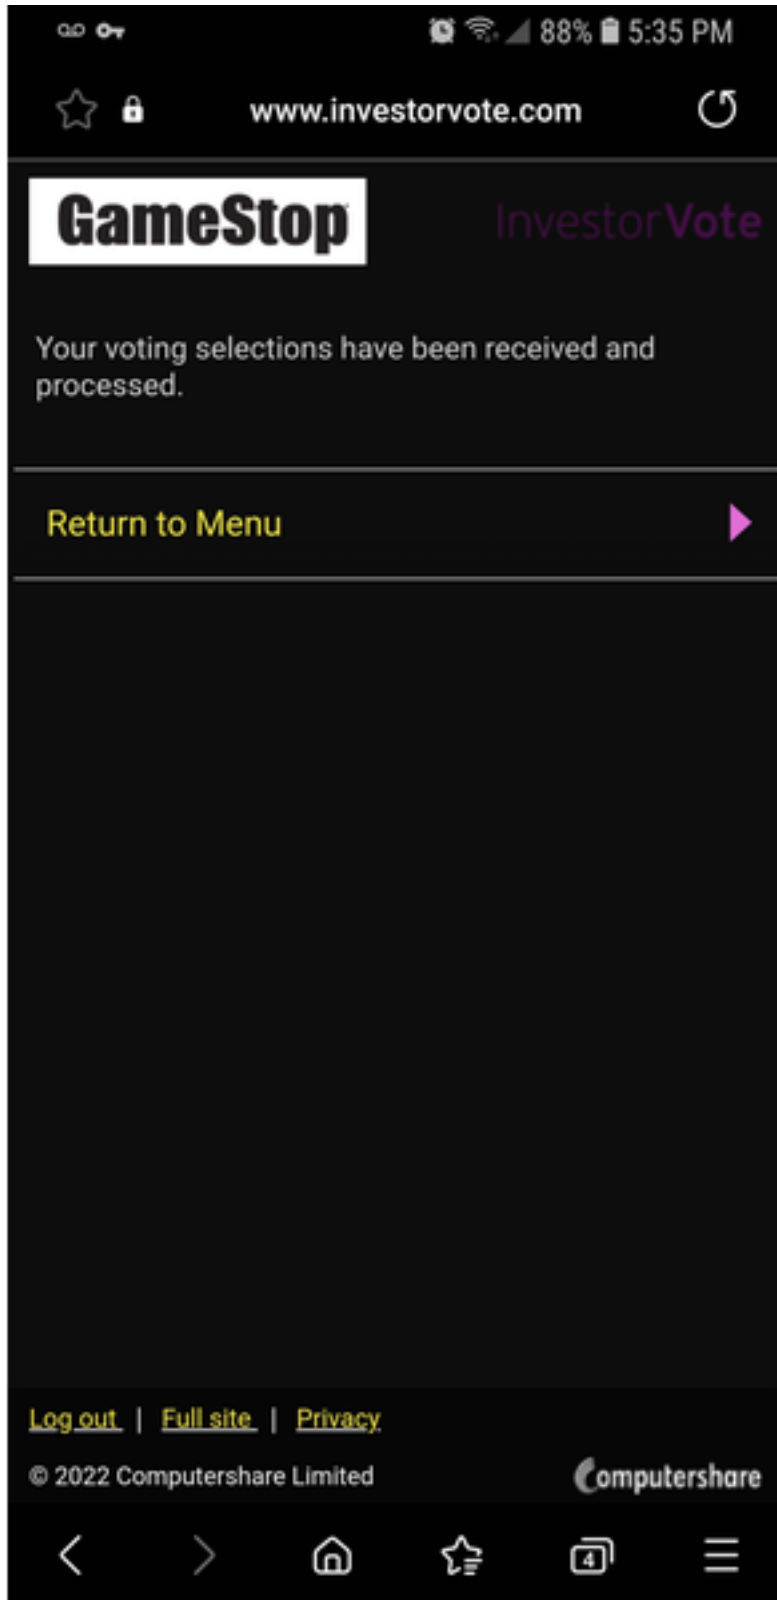 88% 5:35 PM
www.investorvote.com
GameStop InvestorVote
Your voting selections have been received and
processed.
Return to Menu
Log out | Full site | Privacy
© 2022 Computershare Limited Computershare
4